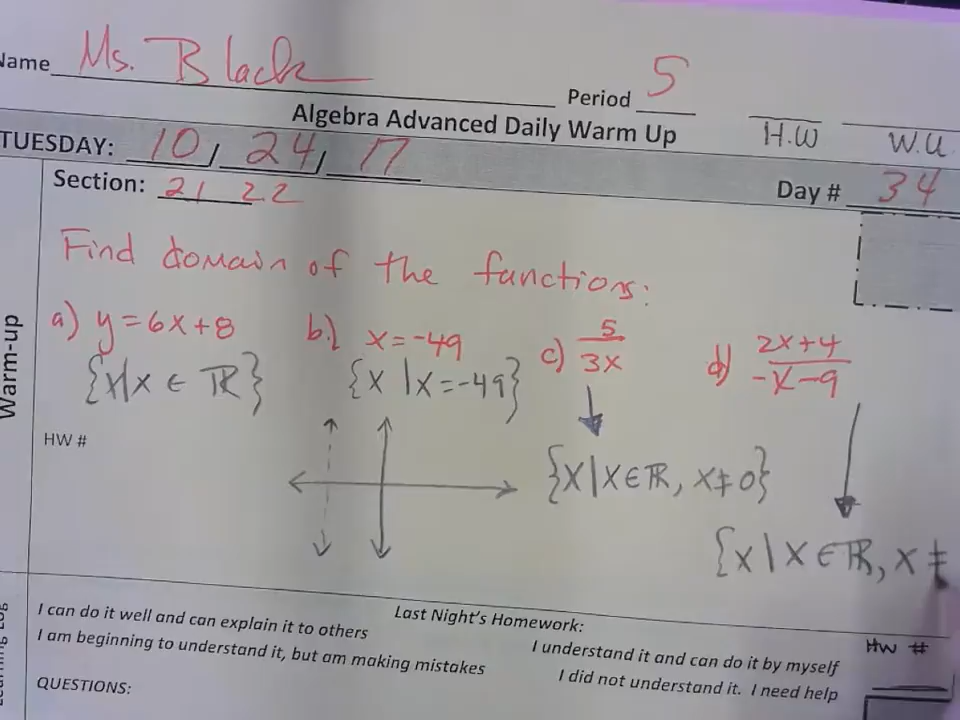 Name Ms. Black Period 5
Algebra Advanced Daily Warm Up H.W W.U
TUESDAY: 10, 24, 17
Section: 21 2.2 Day # 34
Find domain of the functions:
a) y=6x+8 b.) x=-49 c) 5/3x d) 2x+4/-x-9
{x|x ∈ ℝ} {x |x=-49}
Warm-up
HW #
{x|x∈ℝ, x≠0}
{x|x∈ℝ, x≠
Last Night's Homework:
I can do it well and can explain it to others I understand it and can do it by myself HW #
I am beginning to understand it, but am making mistakes I did not understand it. I need help
QUESTIONS: